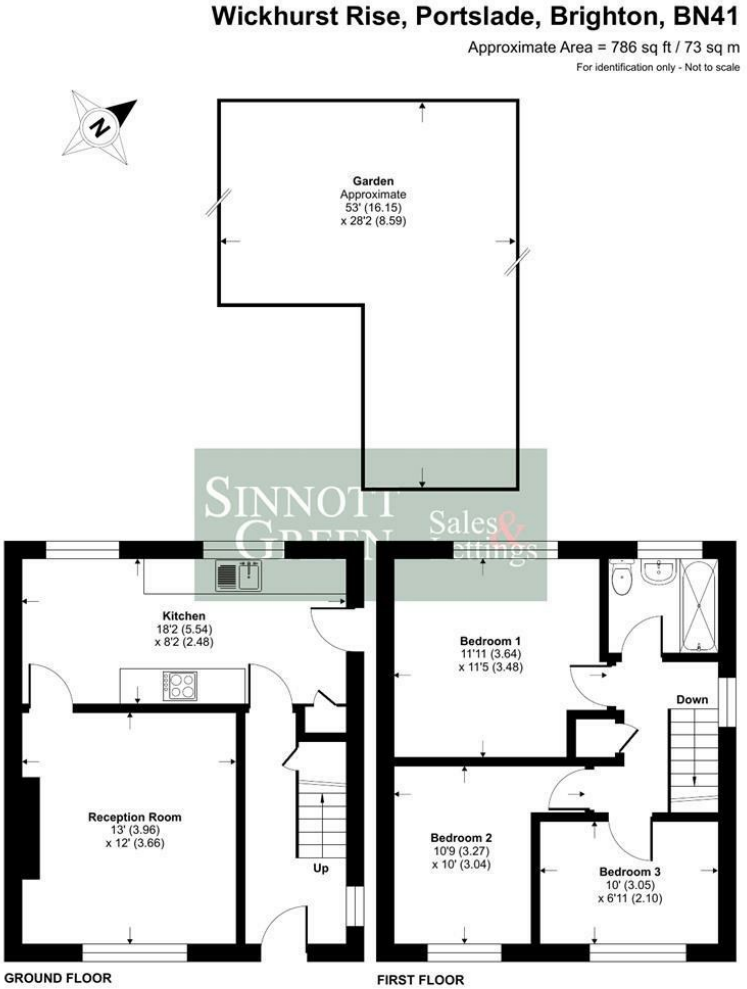 Wickhurst Rise, Portslade, Brighton, BN41
Approximate Area = 786 sq ft / 73 sq m
For identification only - Not to scale
N
Garden
Approximate
53' (16.15)
x 28'2 (8.59)
SINNOTT
GREEN
Sales&
Lettings
Kitchen
18'2 (5.54)
x 8'2 (2.48)
Reception Room
13' (3.96)
x 12' (3.66)
Up
GROUND FLOOR
Bedroom 1
11'11 (3.64)
x 11'5 (3.48)
Down
Bedroom 2
10'9 (3.27)
x 10' (3.04)
Bedroom 3
10' (3.05)
x 6'11 (2.10)
FIRST FLOOR